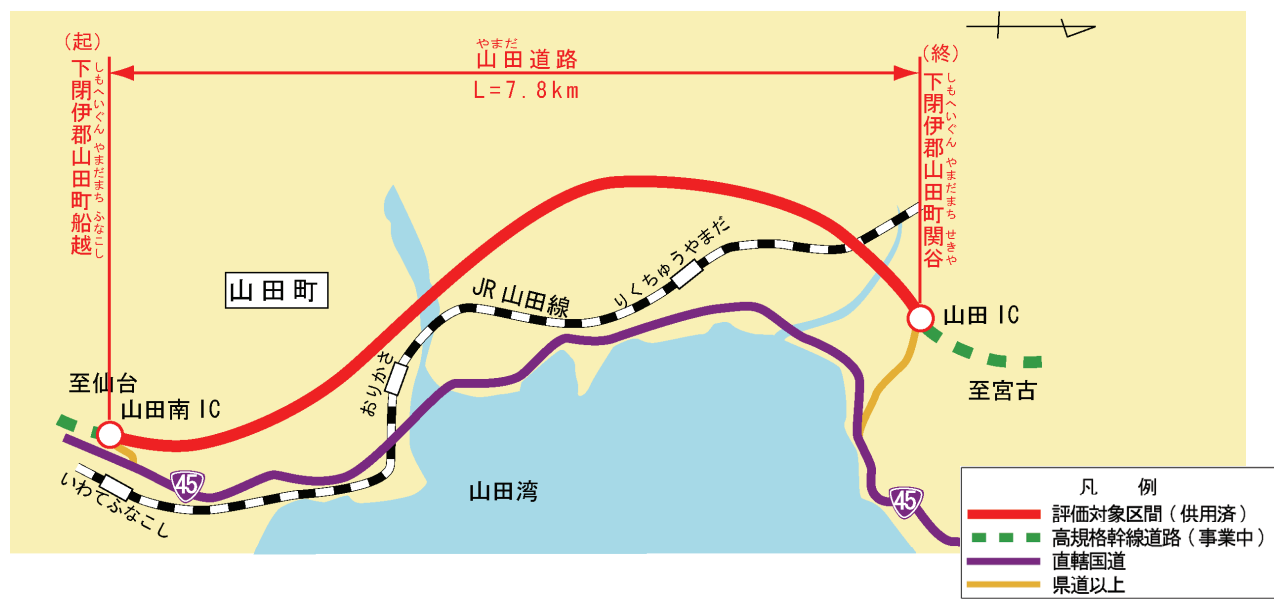 (起)
下閉伊郡山田町船越
しもへいぐん やまだまち ふなこし
やまだ
山田道路
L=7.8km
(終)
下閉伊郡山田町関谷
しもへいぐん やまだまち せきや
山田町
JR山田線
りくちゅうやまだ
おりかさ
至仙台
山田南IC
山田IC
至宮古
45
いわてふなこし
山田湾
45
凡 例
評価対象区間(供用済)
高規格幹線道路(事業中)
直轄国道
県道以上